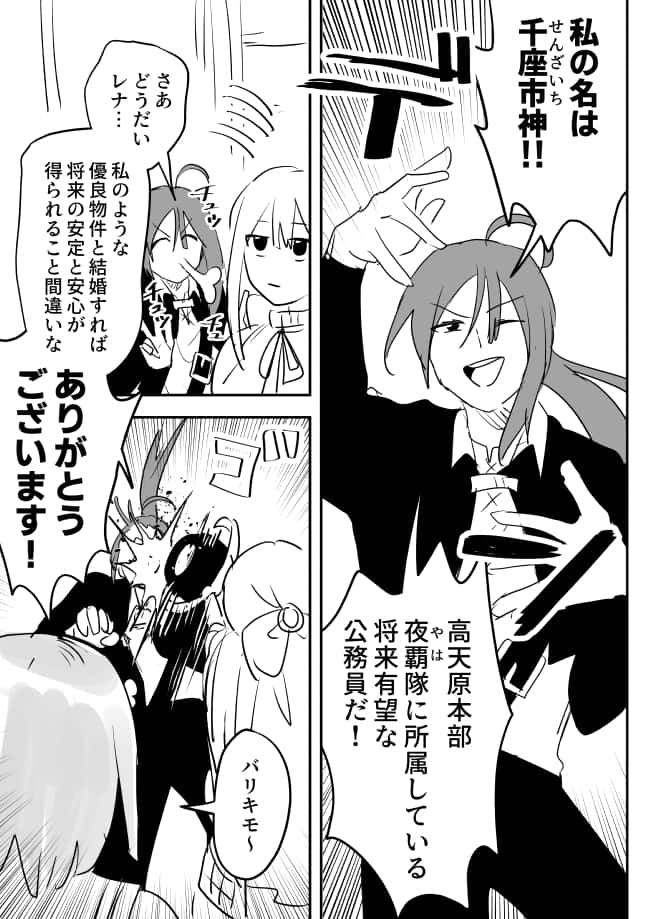 私の名は
せんざいち
千座市神!!
バァン
高天原本部
やは
夜覇隊に所属している
将来有望な
公務員だ!
さあ
どうだい
レナ…
チュッ
チュッ
私のような
優良物件と結婚すれば
将来の安定と安心が
得られること間違いな
ありがとう
ございます!
ゴギ
バリキモ〜